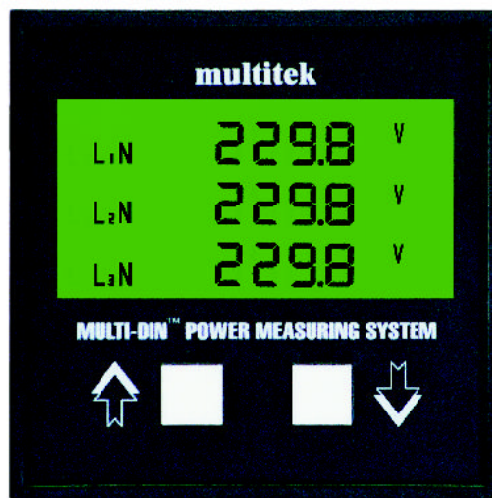 multitek
L₁N 229.8 V
L₂N 229.8 V
L₃N 229.8 V
MULTI-DIN™ POWER MEASURING SYSTEM